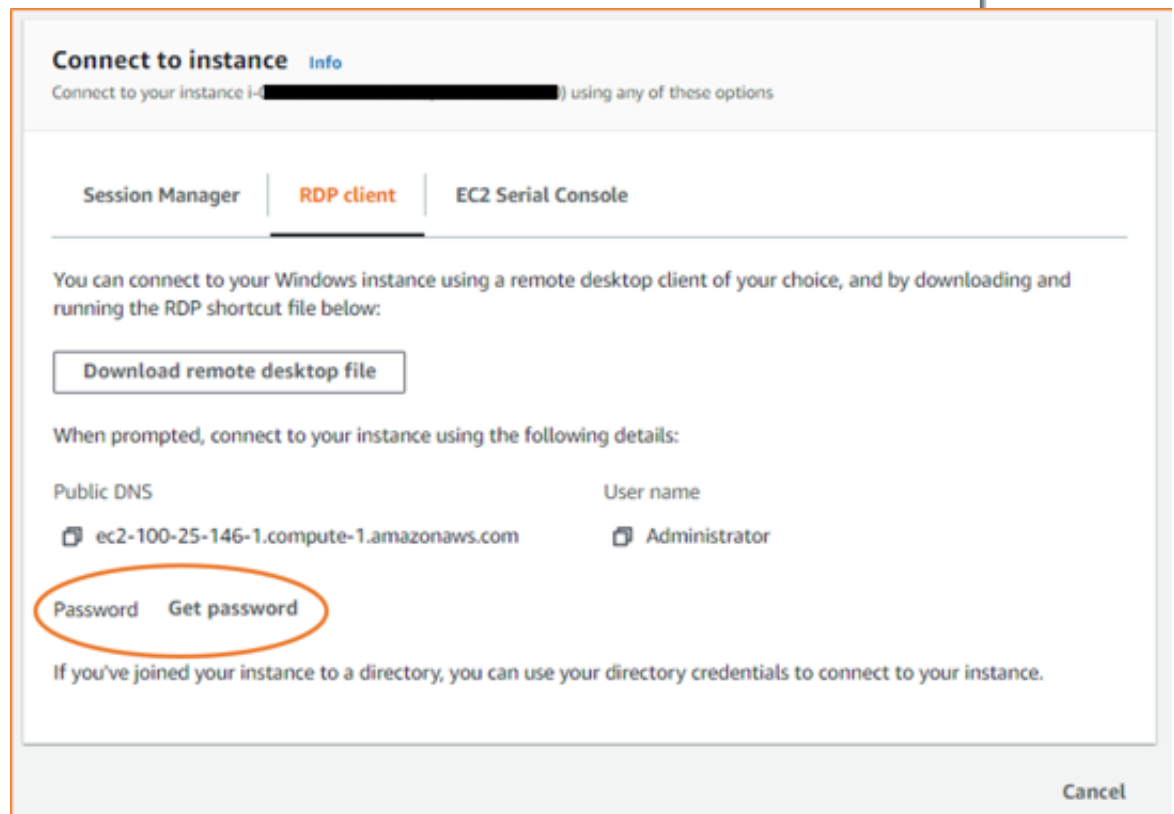 Connect to instance Info
Connect to your instance i-0 ) using any of these options
Session Manager RDP client EC2 Serial Console
You can connect to your Windows instance using a remote desktop client of your choice, and by downloading and
running the RDP shortcut file below:
Download remote desktop file
When prompted, connect to your instance using the following details:
Public DNS User name
ec2-100-25-146-1.compute-1.amazonaws.com Administrator
Password Get password
If you've joined your instance to a directory, you can use your directory credentials to connect to your instance.
Cancel